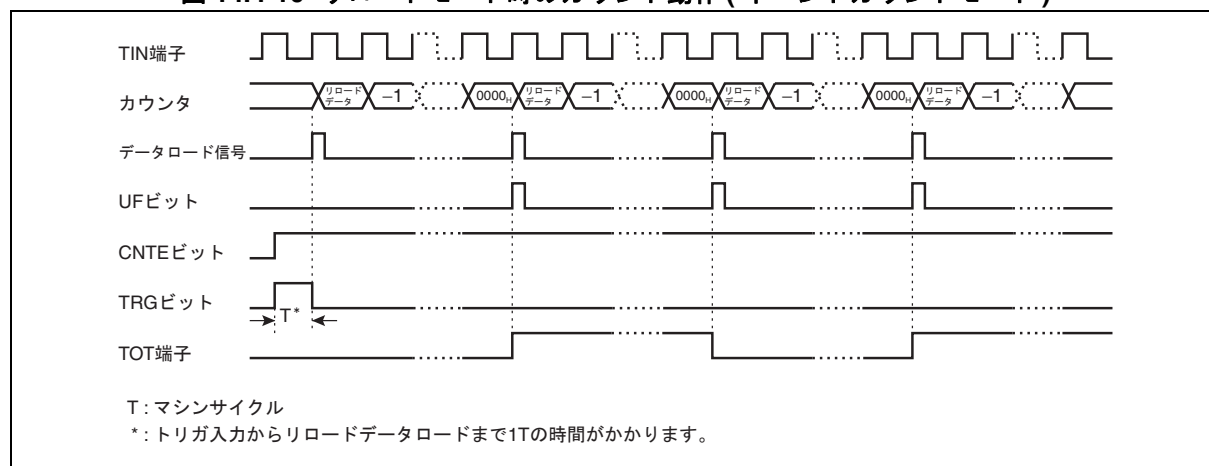 TIN端子
カウンタ リロードデータ −1 0000H リロードデータ −1 0000H リロードデータ −1 0000H リロードデータ −1
データロード信号
UFビット
CNTEビット
TRGビット
T*
TOT端子
T : マシンサイクル
* : トリガ入力からリロードデータロードまで1Tの時間がかかります。